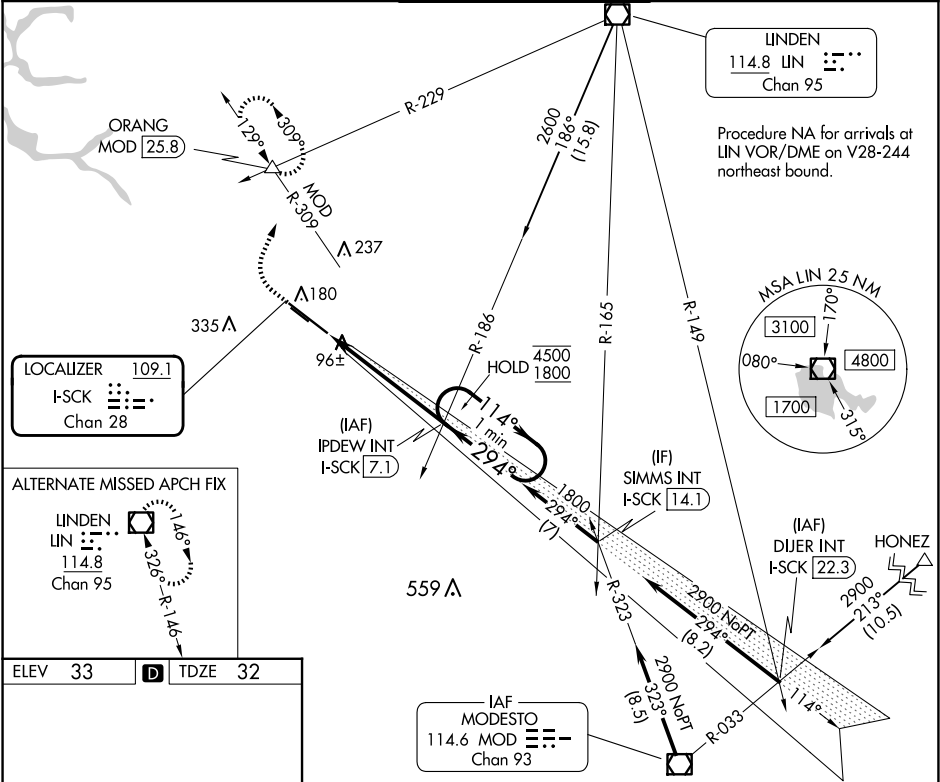 LINDEN
114.8 LIN
Chan 95
Procedure NA for arrivals at
LIN VOR/DME on V28-244
northeast bound.
R-229
2600
186°
(15.8)
ORANG
MOD 25.8
129°
309°
MOD
R-309
237
180
335
96±
R-186
R-165
R-149
MSA LIN 25 NM
3100
170°
080°
4800
1700
315°
LOCALIZER 109.1
I-SCK
Chan 28
HOLD 4500
1800
114°
1 min
294°
(IAF)
IPDEW INT
I-SCK 7.1
(IF)
SIMMS INT
I-SCK 14.1
1800
294°
(7)
(IAF)
DIJER INT
I-SCK 22.3
HONEZ
2900
213°
(10.5)
ALTERNATE MISSED APCH FIX
LINDEN
LIN
114.8
Chan 95
146°
326°
R-146
559
R-323
2900 NoPT
294°
(8.2)
114°
2900 NoPT
323°
(8.5)
R-033
IAF
MODESTO
114.6 MOD
Chan 93
ELEV 33 D TDZE 32